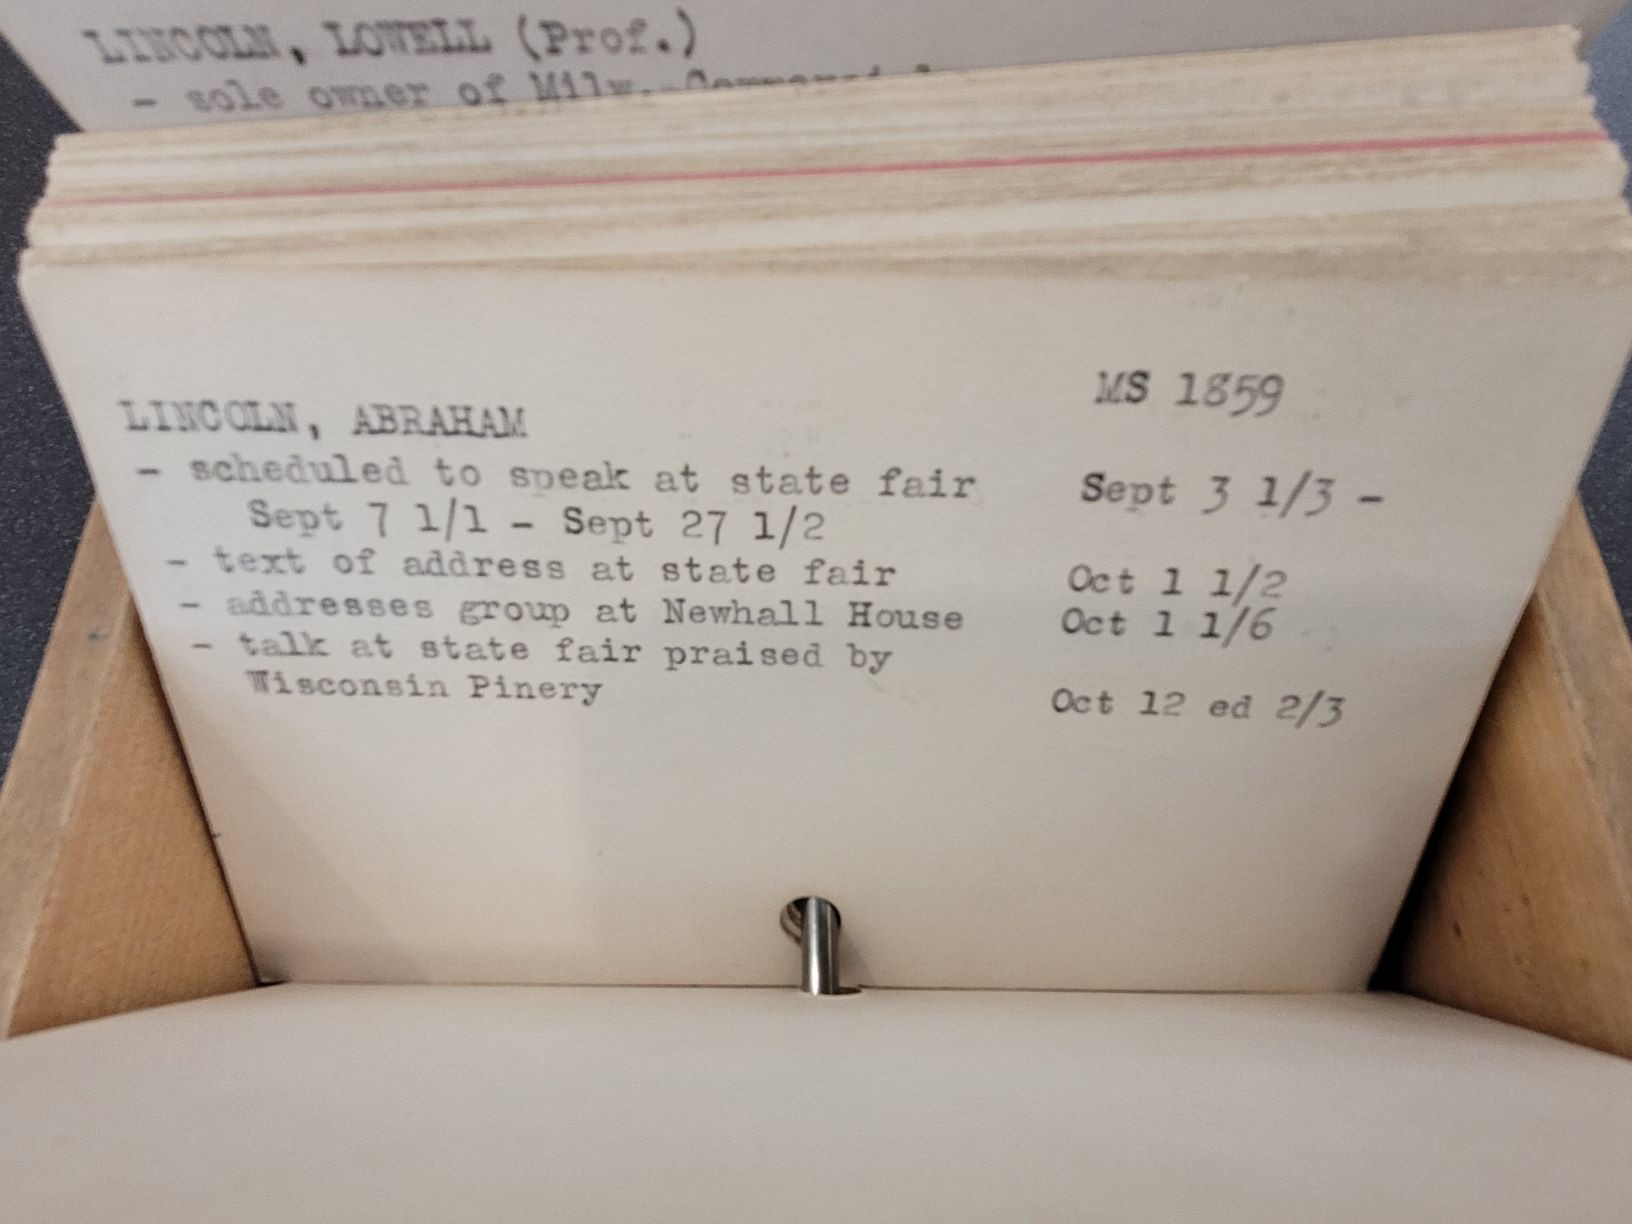 LINCOLN, LOWELL (Prof.)
- sole owner of Milw.
MS 1859
LINCOLN, ABRAHAM
- scheduled to speak at state fair Sept 3 1/3 -
Sept 7 1/1 - Sept 27 1/2
- text of address at state fair Oct 1 1/2
- addresses group at Newhall House Oct 1 1/6
- talk at state fair praised by
Wisconsin Pinery Oct 12 ed 2/3